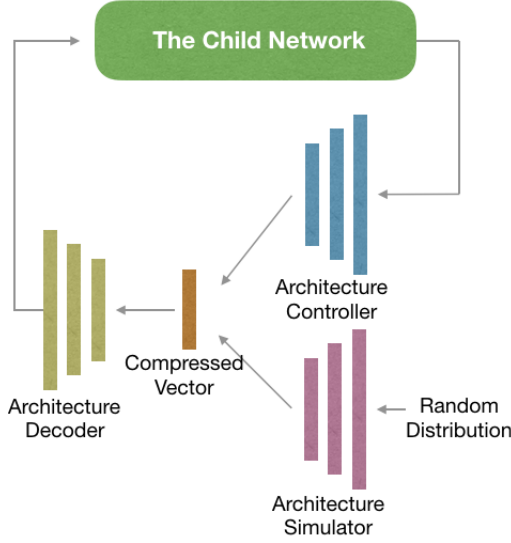 The Child Network
Architecture
Controller
Compressed
Vector
Architecture
Decoder
Random
Distribution
Architecture
Simulator